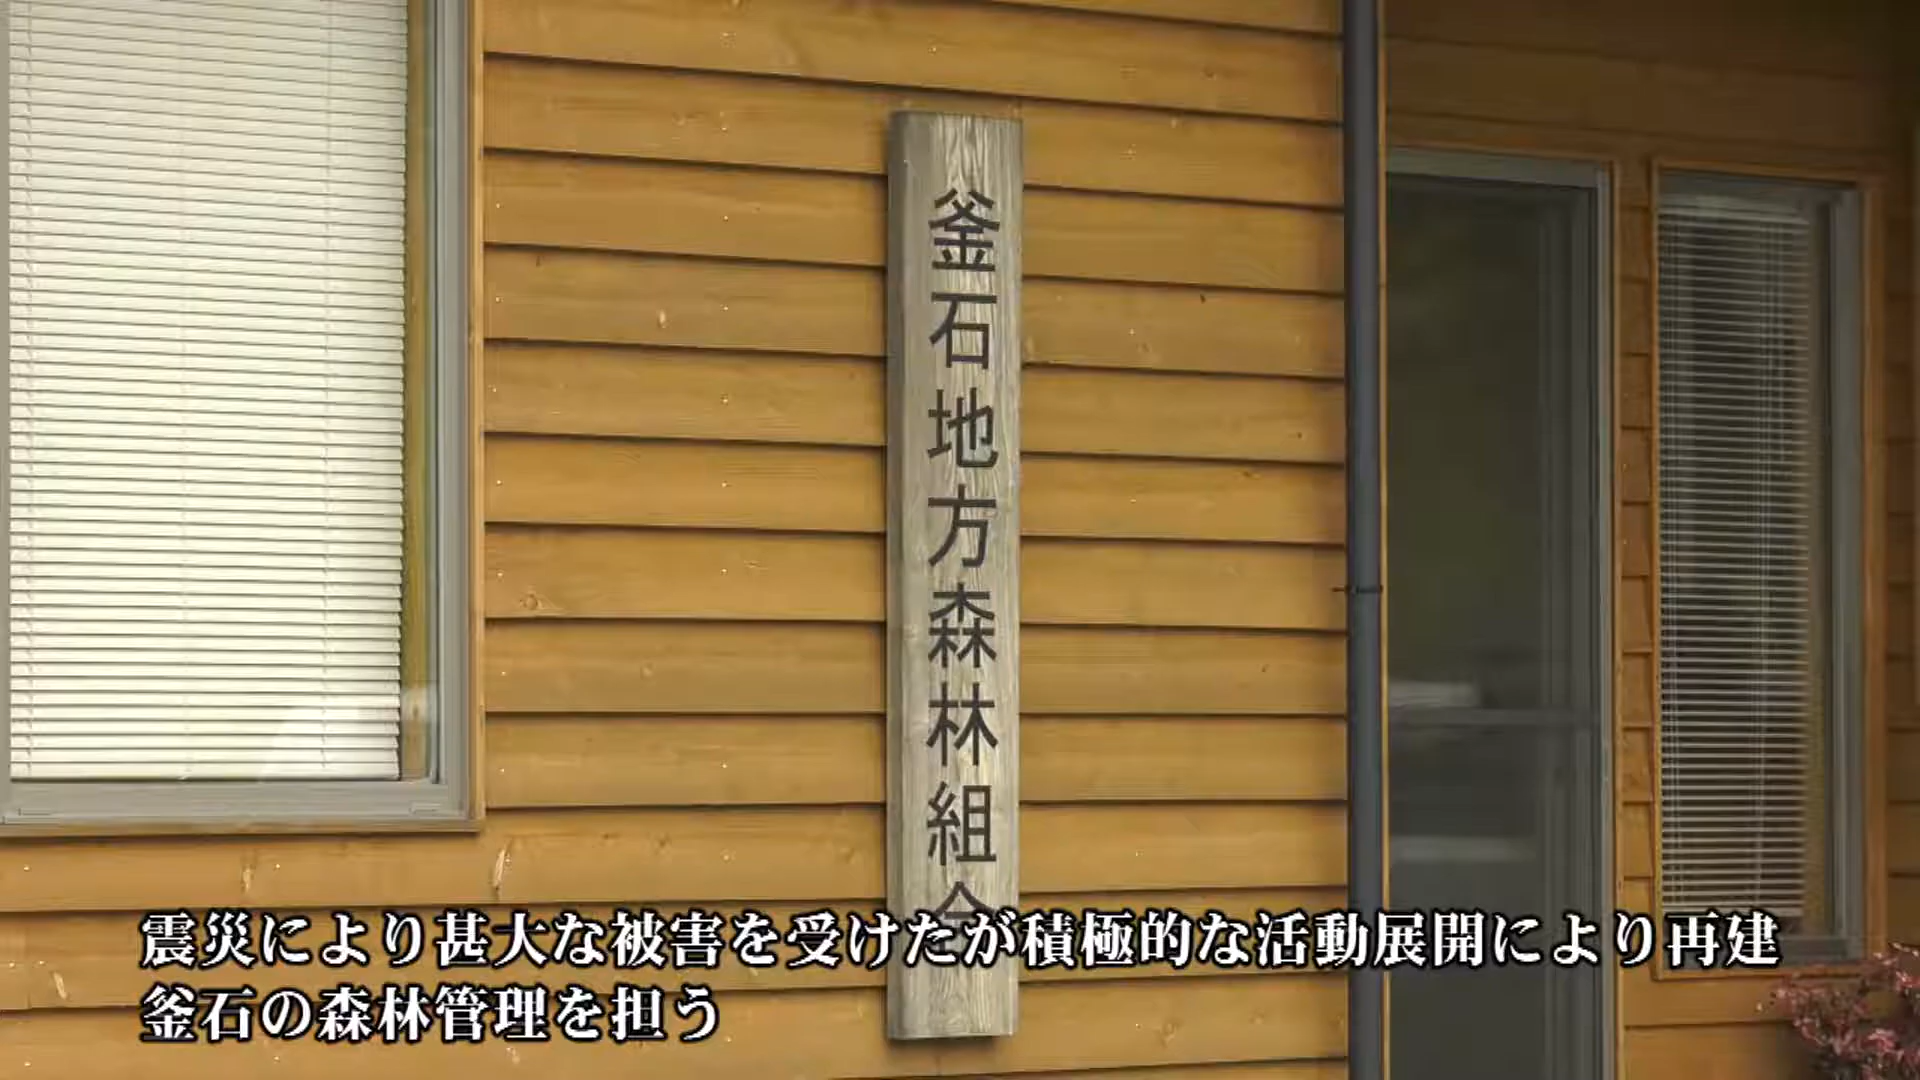 釜石地方森林組合
震災により甚大な被害を受けたが積極的な活動展開により再建
釜石の森林管理を担う